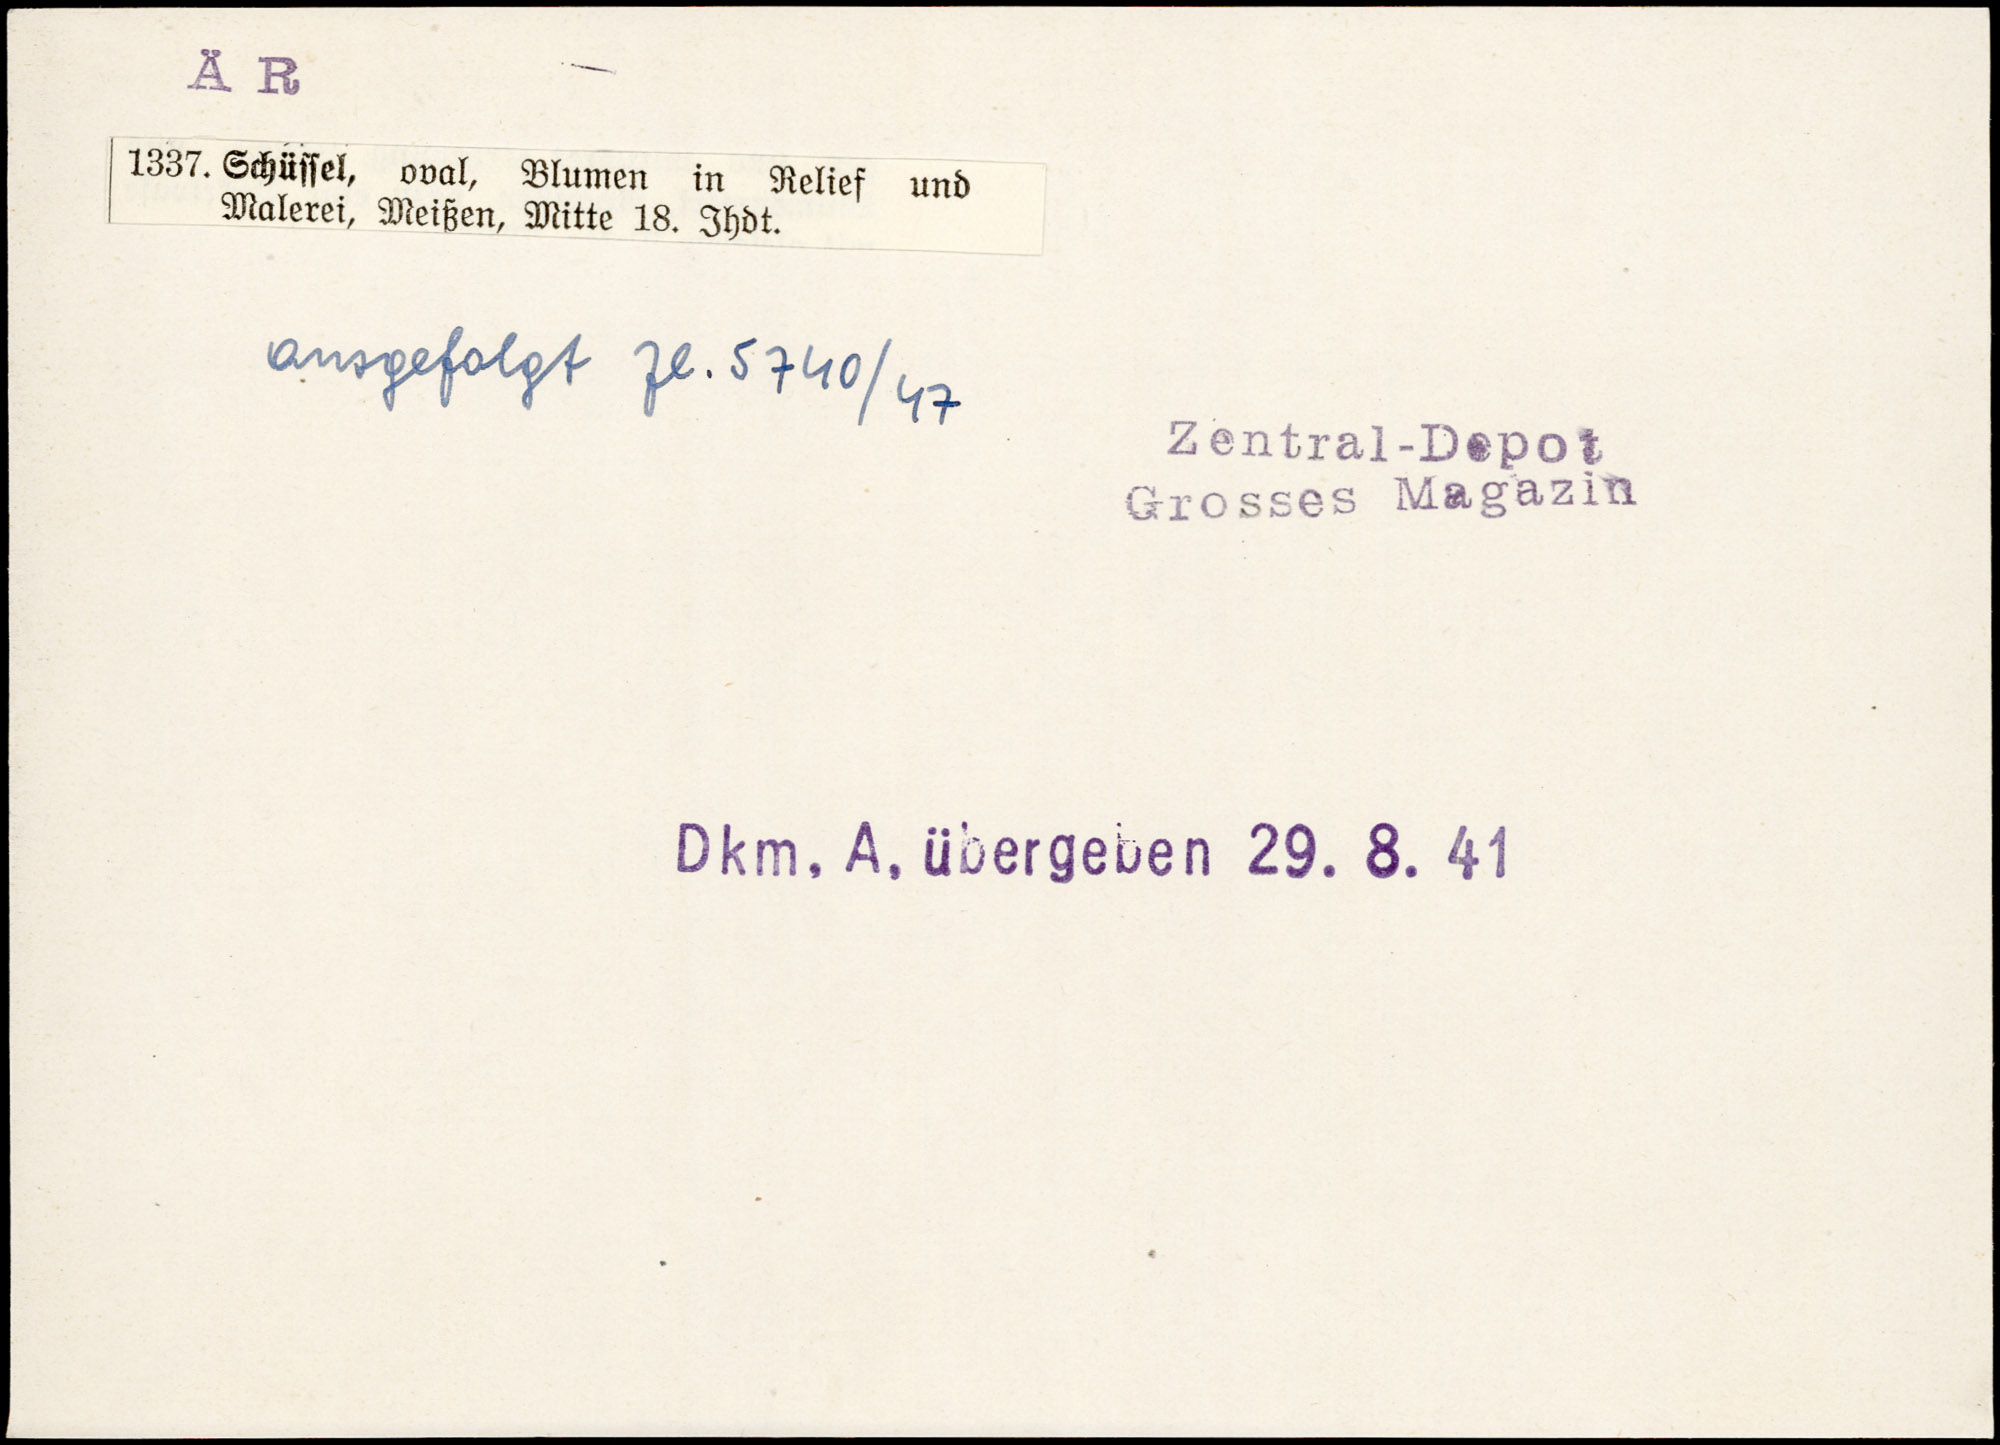 Ä R
1337. Schüssel, oval, Blumen in Relief und
Malerei, Meißen, Mitte 18. Jhdt.
ausgefolgt Zl. 5740/47
Zentral-Depot
Grosses Magazin
Dkm. A. übergeben 29. 8. 41